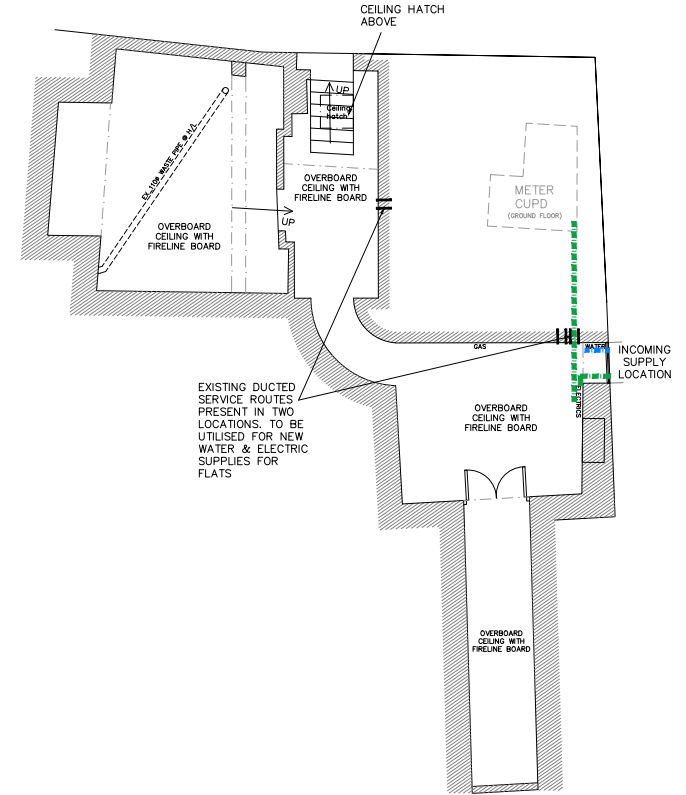 CEILING HATCH
ABOVE
UP
Ceiling
Hatch
EX. 110ø WASTE PIPE @ H/L
OVERBOARD
CEILING WITH
FIRELINE BOARD
METER
CUPD
(GROUND FLOOR)
UP
OVERBOARD
CEILING WITH
FIRELINE BOARD
GAS
WATER
INCOMING
SUPPLY
LOCATION
ELECTRICS
EXISTING DUCTED
SERVICE ROUTES
PRESENT IN TWO
LOCATIONS. TO BE
UTILISED FOR NEW
WATER & ELECTRIC
SUPPLIES FOR
FLATS
OVERBOARD
CEILING WITH
FIRELINE BOARD
OVERBOARD
CEILING WITH
FIRELINE BOARD